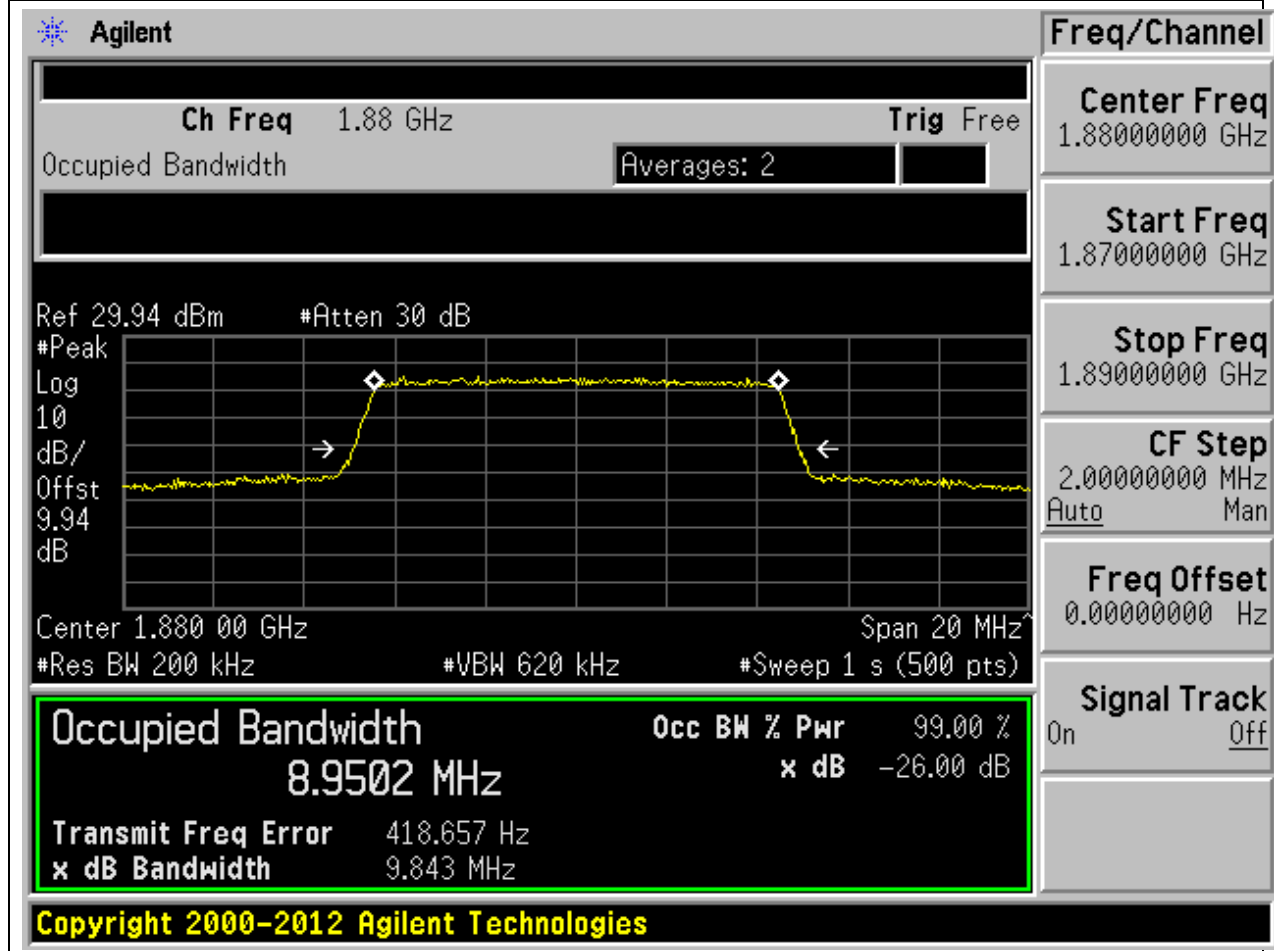 Agilent
Freq/Channel
Ch Freq 1.88 GHz Trig Free
Occupied Bandwidth Averages: 2
Ref 29.94 dBm #Atten 30 dB
#Peak
Log
10
dB/
Offst
9.94
dB
Center 1.880 00 GHz Span 20 MHz^
#Res BW 200 kHz #VBW 620 kHz #Sweep 1 s (500 pts)
Occupied Bandwidth
8.9502 MHz
Occ BW % Pwr 99.00 %
x dB -26.00 dB
Transmit Freq Error 418.657 Hz
x dB Bandwidth 9.843 MHz
Copyright 2000-2012 Agilent Technologies
Center Freq
1.88000000 GHz
Start Freq
1.87000000 GHz
Stop Freq
1.89000000 GHz
CF Step
2.00000000 MHz
Auto Man
Freq Offset
0.00000000 Hz
Signal Track
On Off